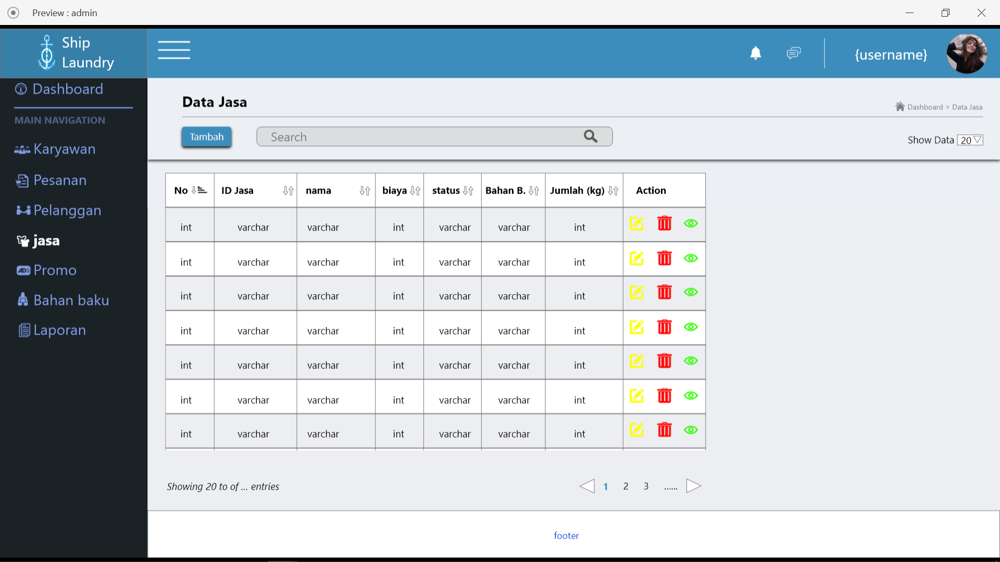 Preview : admin
Ship
Laundry
{username}
Dashboard
MAIN NAVIGATION
Karyawan
Pesanan
Pelanggan
jasa
AD
Promo
Bahan baku
Laporan
Data Jasa
Dashboard > Data Jasa
Tambah
Search
Show Data 20
No ID Jasa nama biaya status Bahan B. Jumlah (kg) Action
int varchar varchar int varchar varchar int
int varchar varchar int varchar varchar int
int varchar varchar int varchar varchar int
int varchar varchar int varchar varchar int
int varchar varchar int varchar varchar int
int varchar varchar int varchar varchar int
int varchar varchar int varchar varchar int
Showing 20 to of ... entries
1 2 3 ......
footer